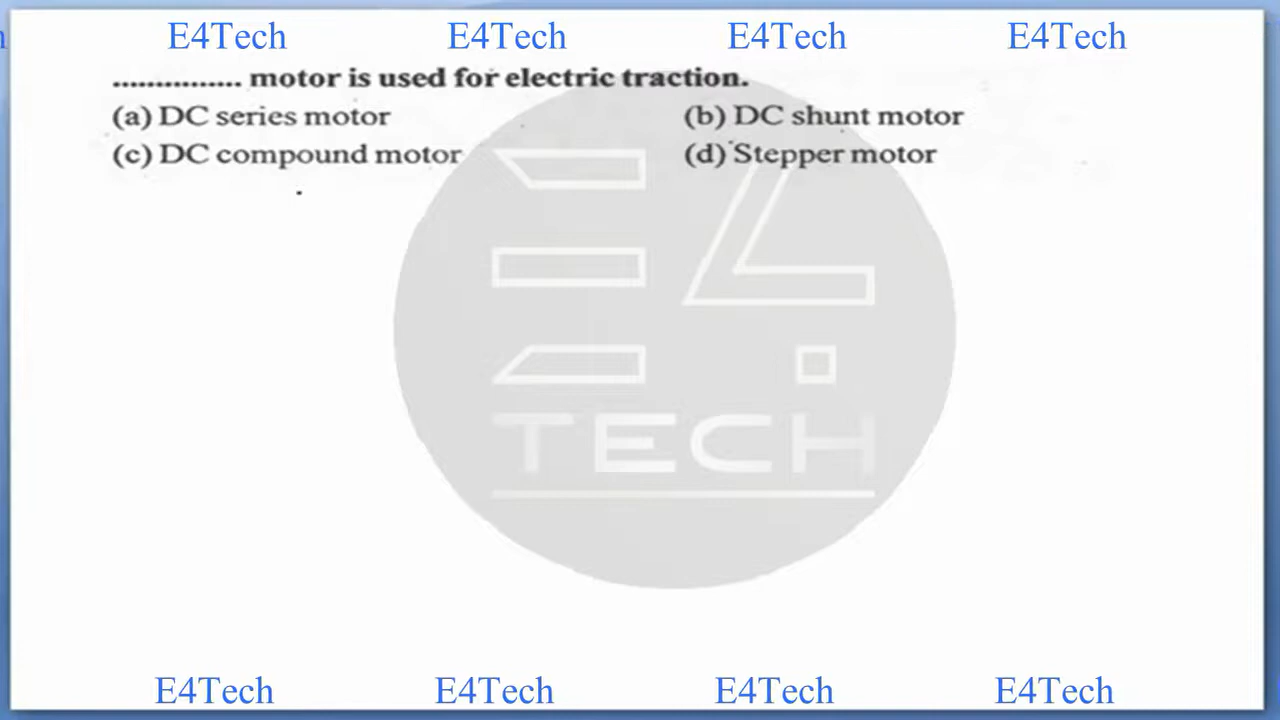 E4Tech E4Tech E4Tech E4Tech
............... motor is used for electric traction.
(a) DC series motor (b) DC shunt motor
(c) DC compound motor (d) Stepper motor
TECH
E4Tech E4Tech E4Tech E4Tech